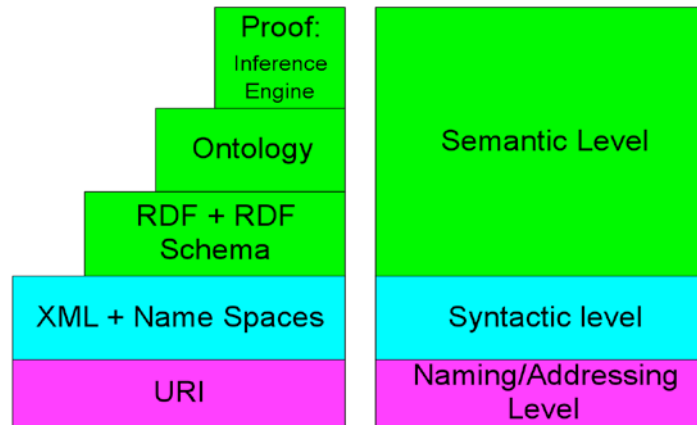 Proof:
Inference
Engine
Ontology
RDF + RDF
Schema
XML + Name Spaces
URI
Semantic Level
Syntactic level
Naming/Addressing
Level